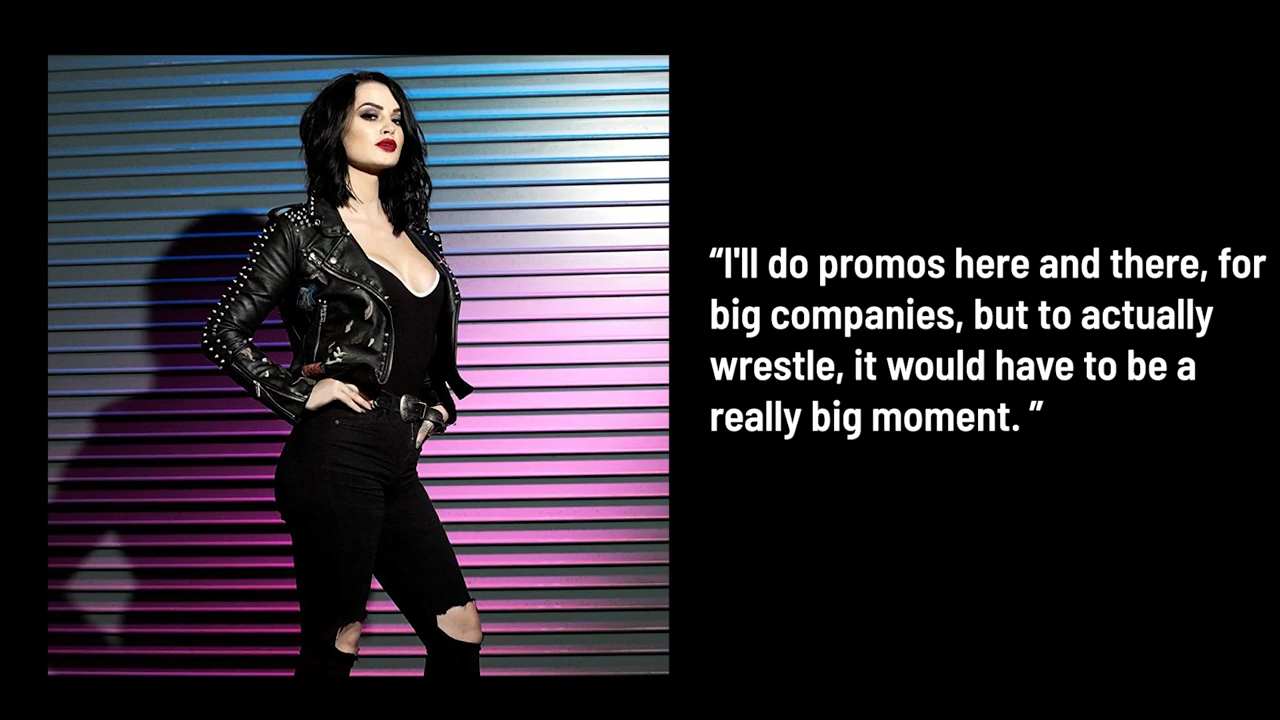 “I'll do promos here and there, for
big companies, but to actually
wrestle, it would have to be a
really big moment. ”